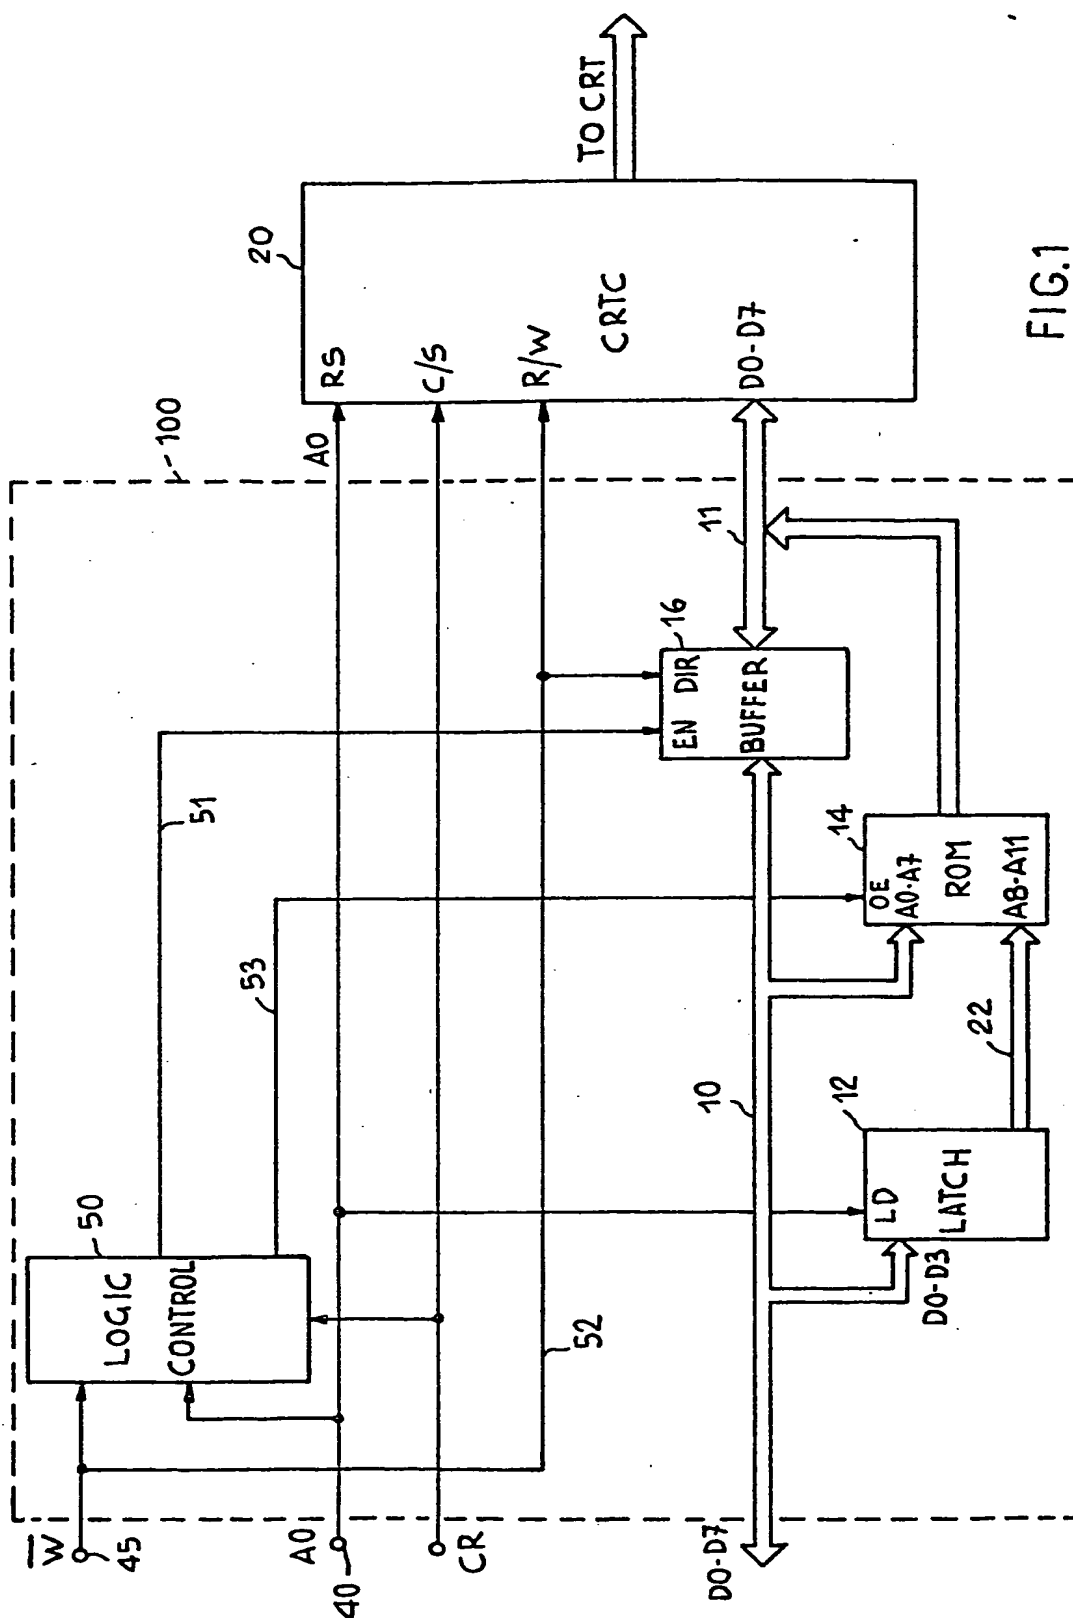 W
45
A0
40
CR
D0-D7
LOGIC
CONTROL
50
51
53
52
10
100
A0
20
RS
C/S
R/W
CRTC
D0-D7
TO CRT
11
16
EN DIR
BUFFER
14
OE
A0-A7
ROM
A8-A11
22
12
LD
LATCH
D0-D3
FIG.1